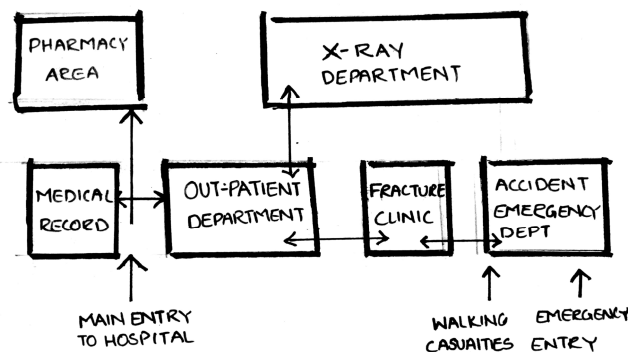 PHARMACY
AREA
X-RAY
DEPARTMENT
MEDICAL
RECORD
OUT-PATIENT
DEPARTMENT
FRACTURE
CLINIC
ACCIDENT
EMERGENCY
DEPT
MAIN ENTRY
TO HOSPITAL
WALKING
CASUAITIES
EMERGENCY
ENTRY